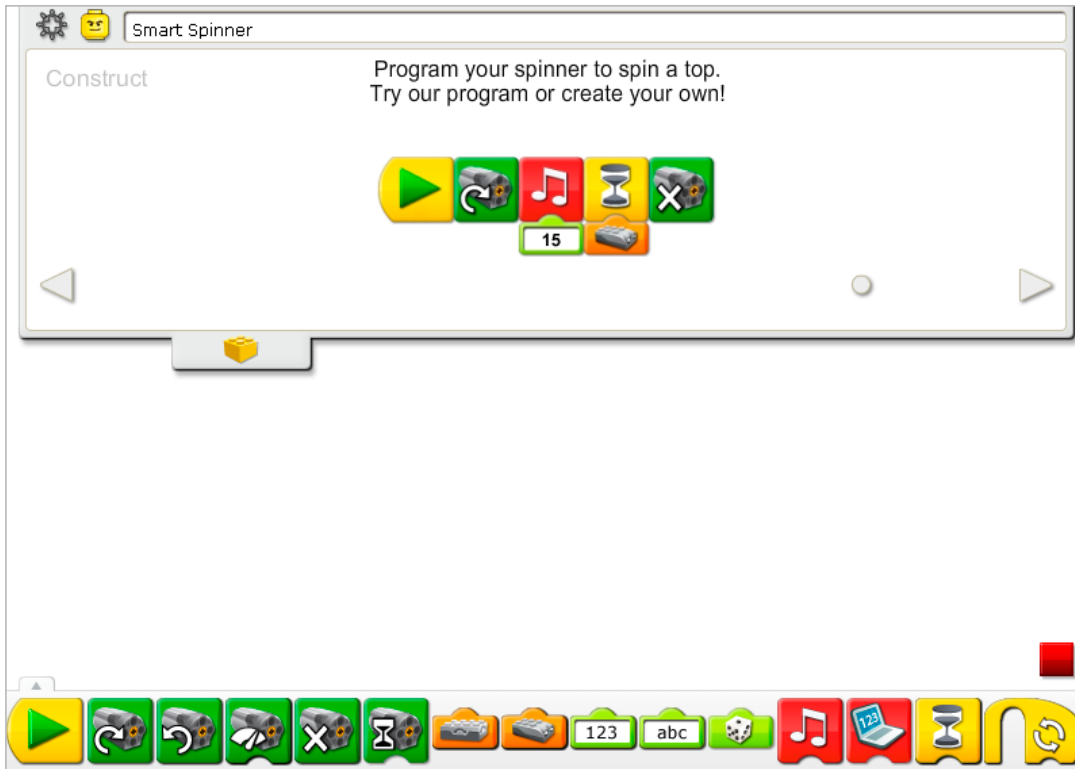 Smart Spinner
Construct
Program your spinner to spin a top.
Try our program or create your own!
15
123
abc
123